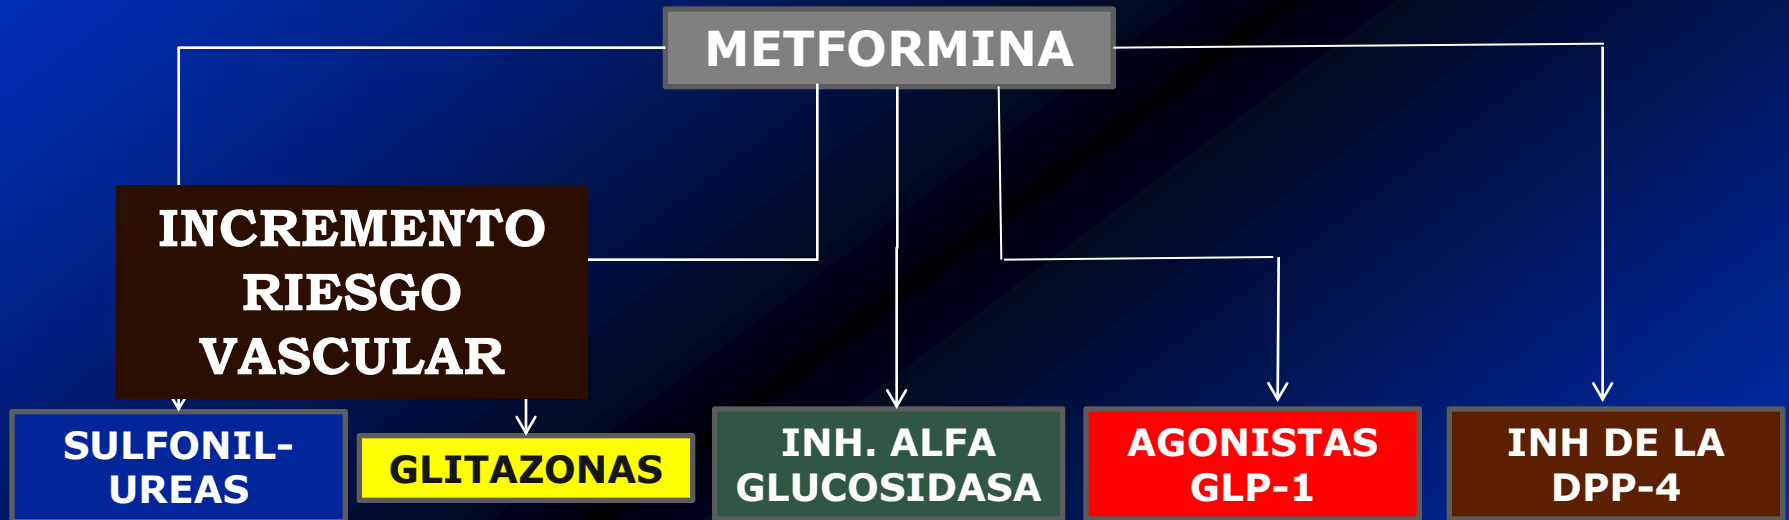 METFORMINA
INCREMENTO
RIESGO
VASCULAR
SULFONIL-
UREAS
GLITAZONAS
INH. ALFA
GLUCOSIDASA
AGONISTAS
GLP-1
INH DE LA
DPP-4